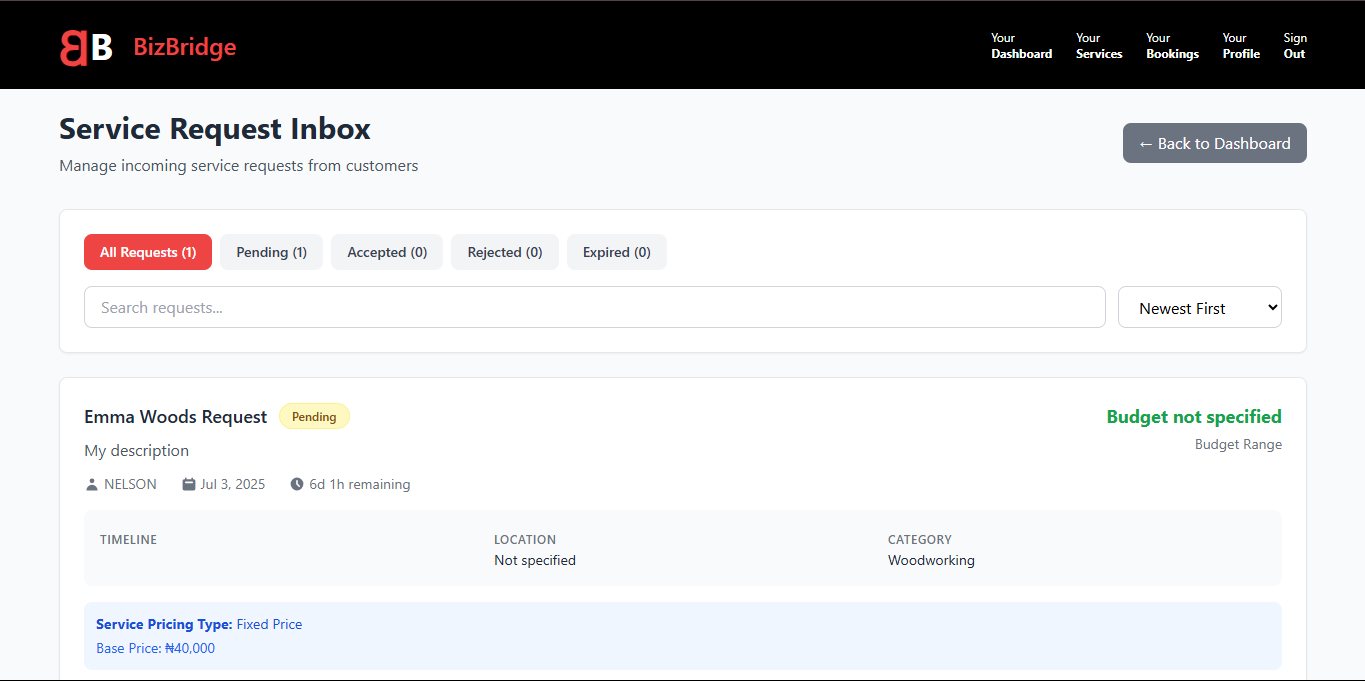 BB BizBridge
Your Dashboard
Your Services
Your Bookings
Your Profile
Sign Out
Service Request Inbox
Manage incoming service requests from customers
← Back to Dashboard
All Requests (1) Pending (1) Accepted (0) Rejected (0) Expired (0)
Search requests...
Newest First
Emma Woods Request Pending
Budget not specified
My description
Budget Range
NELSON Jul 3, 2025 6d 1h remaining
TIMELINE
LOCATION
Not specified
CATEGORY
Woodworking
Service Pricing Type: Fixed Price
Base Price: ₦40,000